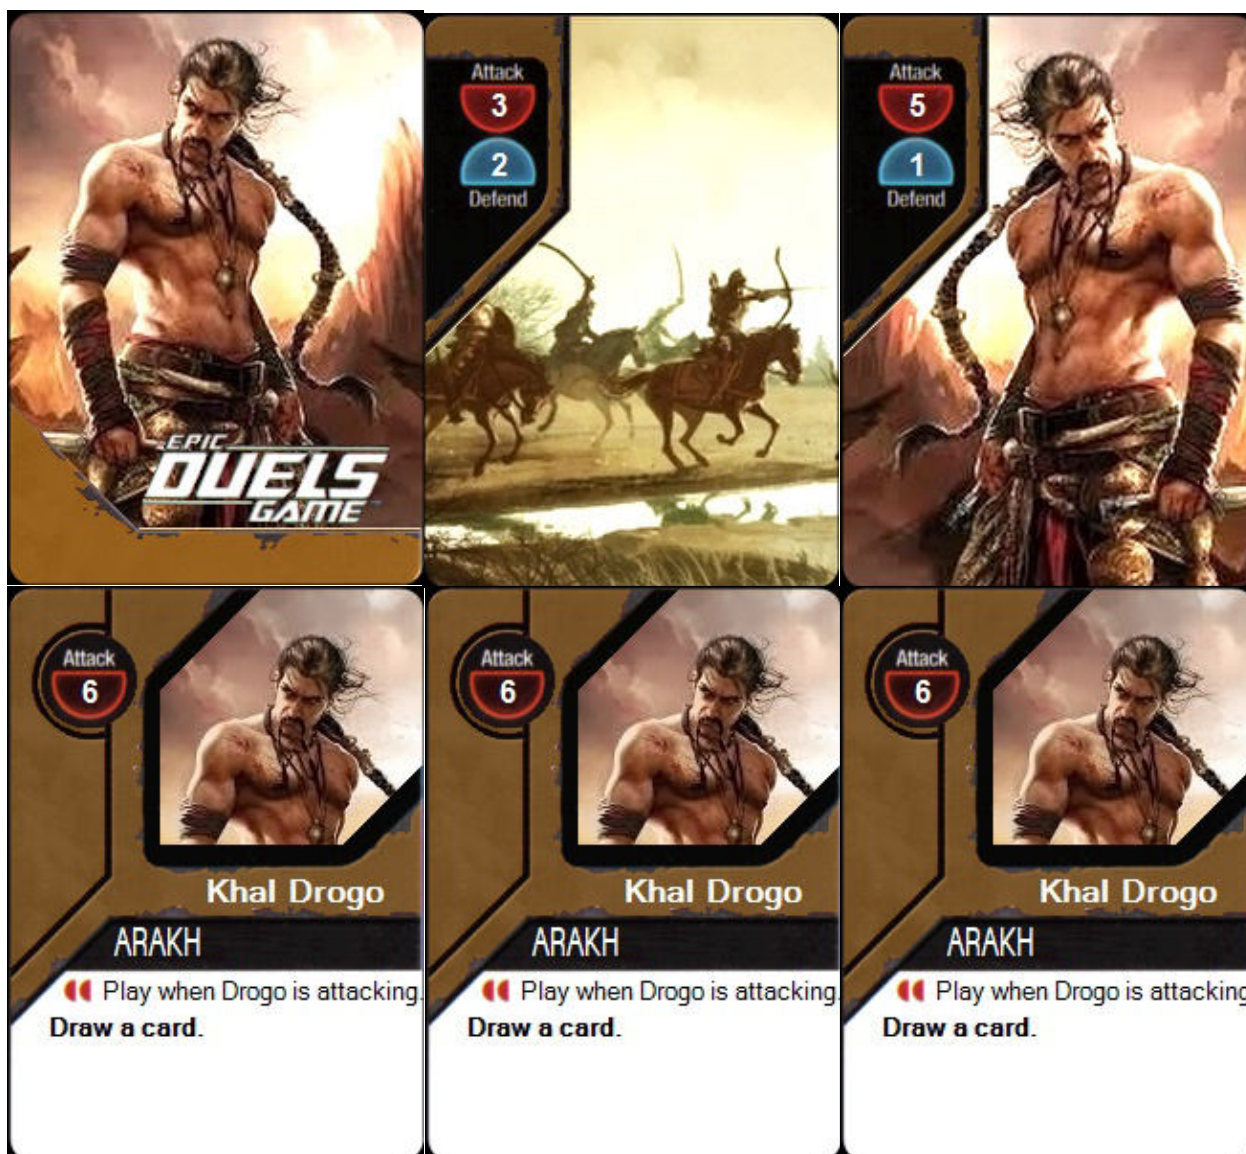 EPIC
DUELS
GAME
Attack
3
2
Defend
Attack
5
1
Defend
Attack
6
Khal Drogo
ARAKH
Play when Drogo is attacking.
Draw a card.
Attack
6
Khal Drogo
ARAKH
Play when Drogo is attacking.
Draw a card.
Attack
6
Khal Drogo
ARAKH
Play when Drogo is attacking
Draw a card.